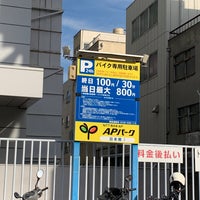 P 24h バイク専用駐車場
終日 100円/30分
当日最大 800円
APパーク
料金後払い